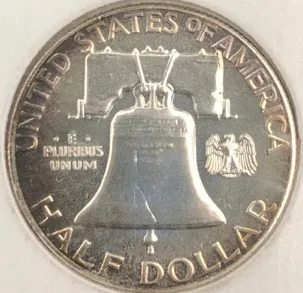 UNITED STATES OF AMERICA
· E ·
PLURIBUS
UNUM
HALF DOLLAR